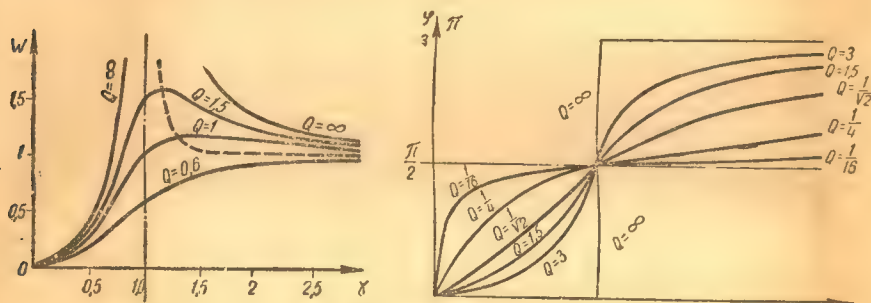 W
1,5
1
0,5
0
0,5
1,0
1,5
2
2,5
x
Q=∞
Q=1,5
Q=1
Q=0,6
Q=∞
φ
3
π
π/2
Q=3
Q=1,5
Q=1/√2
Q=1/4
Q=1/16
Q=∞
Q=1/16
Q=1/4
Q=1/√2
Q=1,5
Q=3
Q=∞